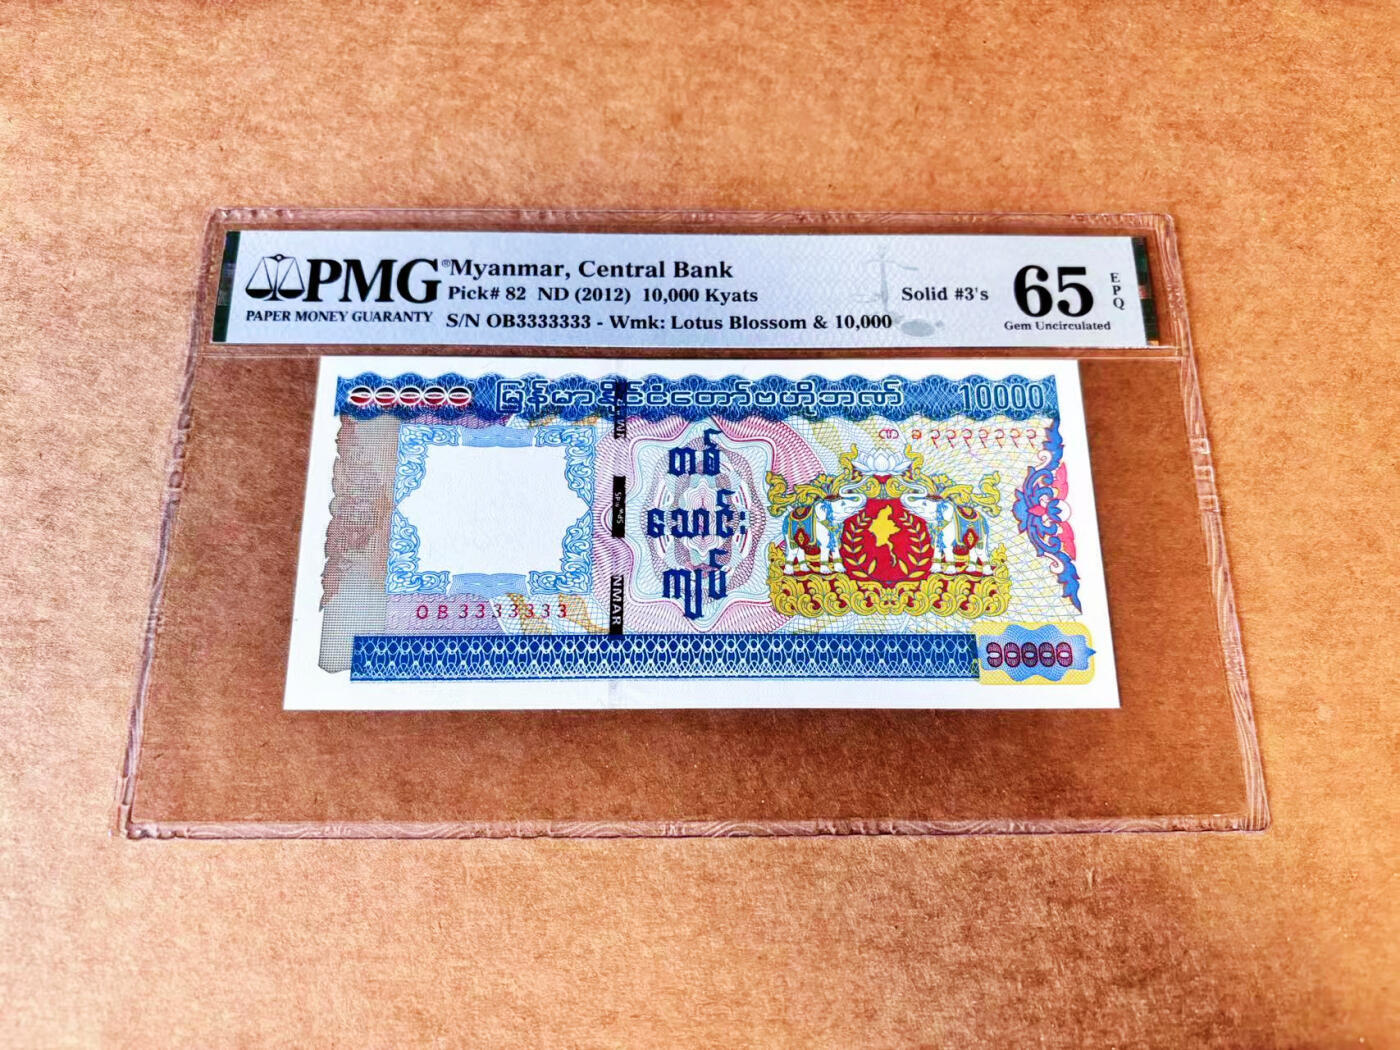 PMG® Myanmar, Central Bank
Pick# 82 ND (2012) 10,000 Kyats
Solid #3's
65
EPQ
PAPER MONEY GUARANTY
S/N OB3333333 - Wmk: Lotus Blossom & 10,000
Gem Uncirculated
၁၀၀၀၀ မြန်မာနိုင်ငံတော်ဗဟိုဘဏ် 10000
တစ်
သောင်း
ကျပ်
OB3333333
NMAR
၁၀၀၀၀